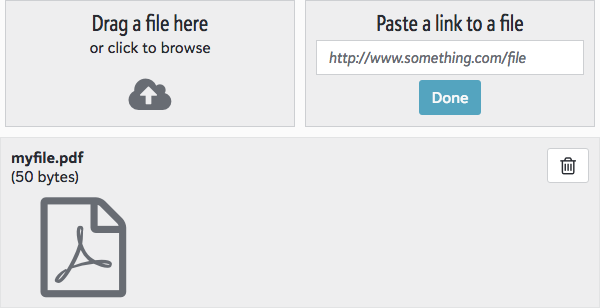 Drag a file here
or click to browse
Paste a link to a file
http://www.something.com/file
Done
myfile.pdf
(50 bytes)